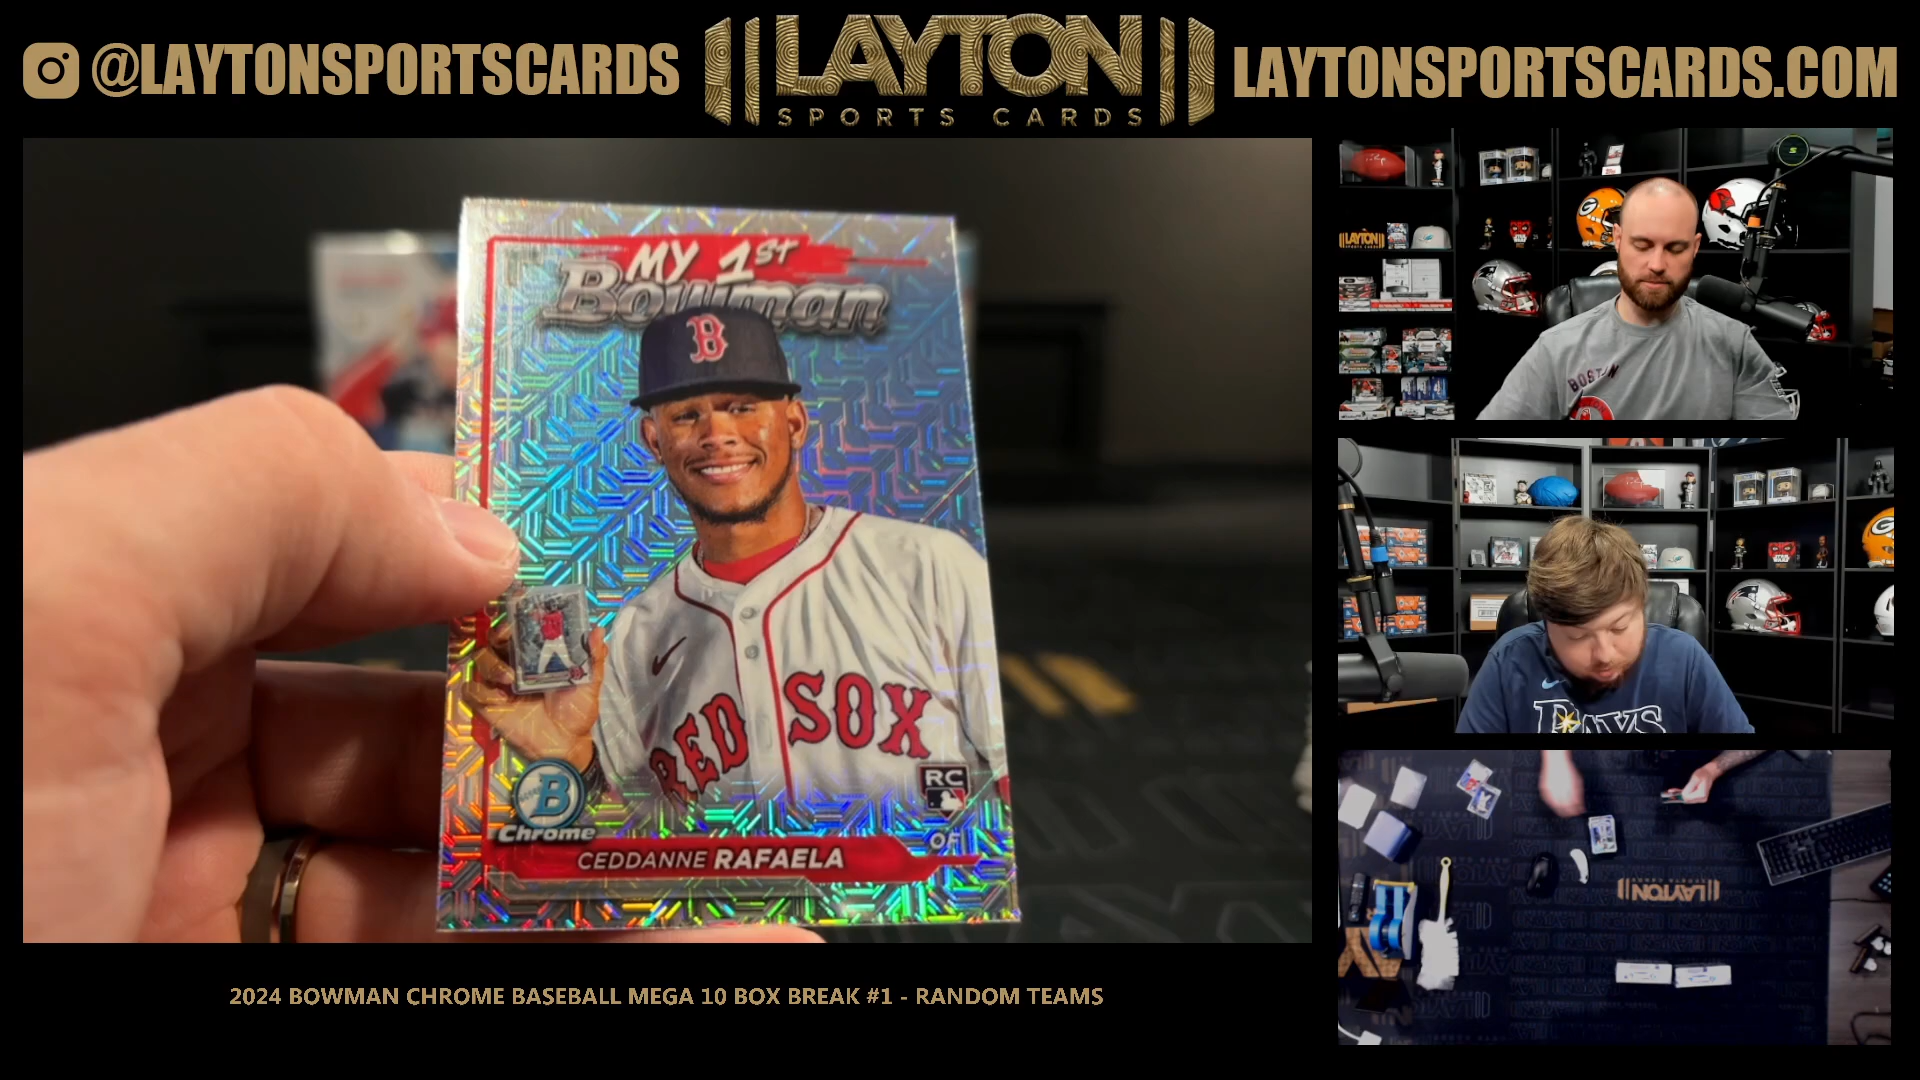 @LAYTONSPORTSCARDS
LAYTON
SPORTS CARDS
LAYTONSPORTSCARDS.COM
MY 1ST
Bowman
B
RED SOX
RC
B
Chrome
OF
CEDDANNE RAFAELA
LAYTON
BOSTON
RAYS
LAYTON
2024 BOWMAN CHROME BASEBALL MEGA 10 BOX BREAK #1 - RANDOM TEAMS